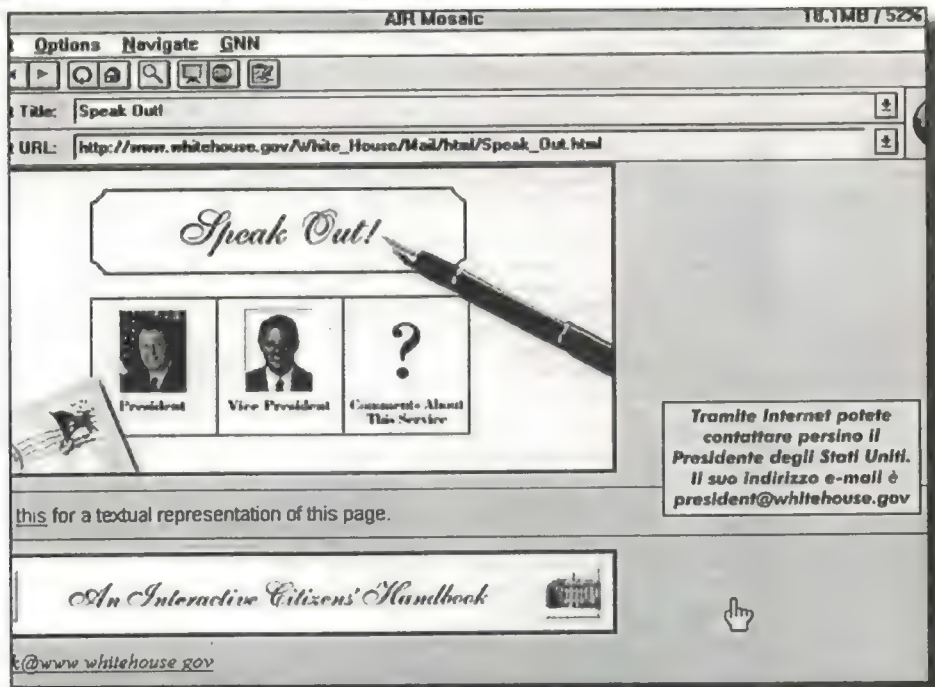 AIR Mosaic
18.1MB / 52%
Options Navigate GNN
Title: Speak Out!
URL: http://www.whitehouse.gov/White_House/Mail/html/Speak_Out.html
Speak Out!
President Vice President Comments About
This Service
Tramite Internet potete
contattare persino il
Presidente degli Stati Uniti.
Il suo indirizzo e-mail è
president@whitehouse.gov
this for a textual representation of this page.
An Interactive Citizens' Handbook
@www.whitehouse.gov